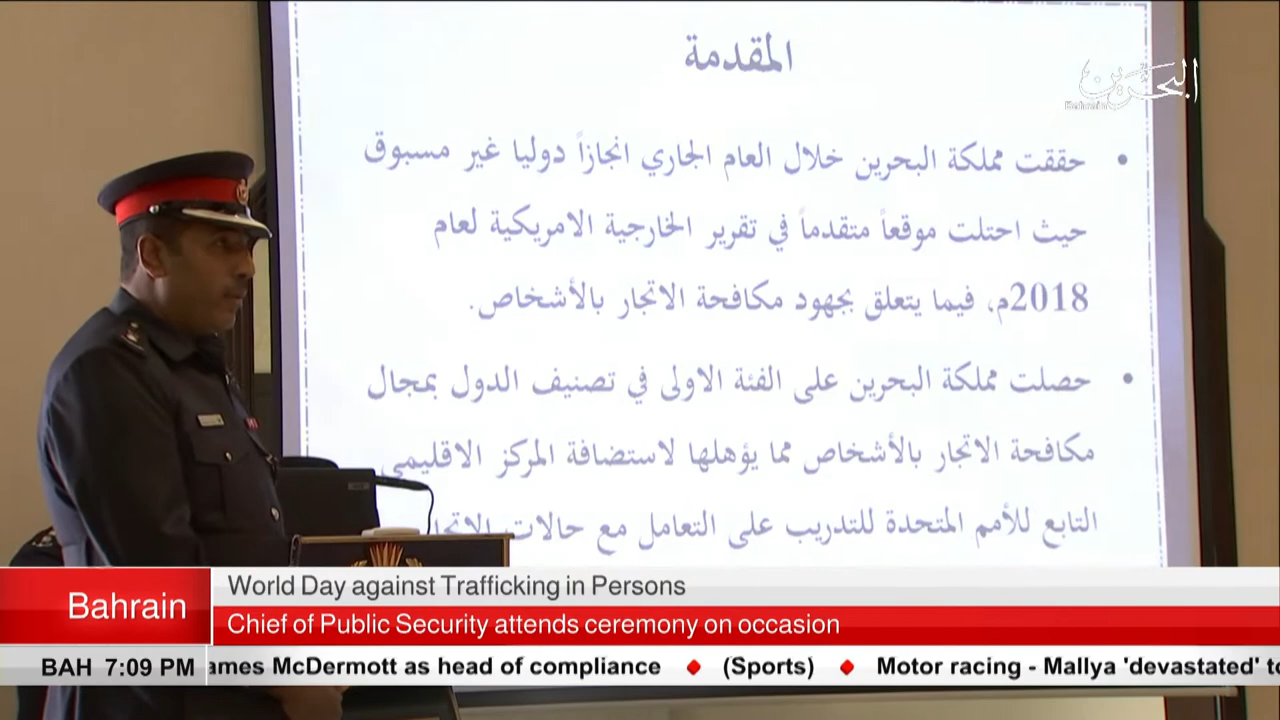 المقدمة
البحرين
حققت مملكة البحرين خلال العام الجاري انجازاً دوليا غير مسبوق
حيث احتلت موقعاً متقدماً في تقرير الخارجية الامريكية لعام
2018م، فيما يتعلق بجهود مكافحة الاتجار بالأشخاص.
حصلت مملكة البحرين على الفئة الاولى في تصنيف الدول بمجال
مكافحة الاتجار بالأشخاص مما يؤهلها لاستضافة المركز الاقليمي
التابع للأمم المتحدة للتدريب على التعامل مع حالات
Bahrain
World Day against Trafficking in Persons
Chief of Public Security attends ceremony on occasion
BAH 7:09 PM ames McDermott as head of compliance ♦ (Sports) ♦ Motor racing - Mallya 'devastated' to